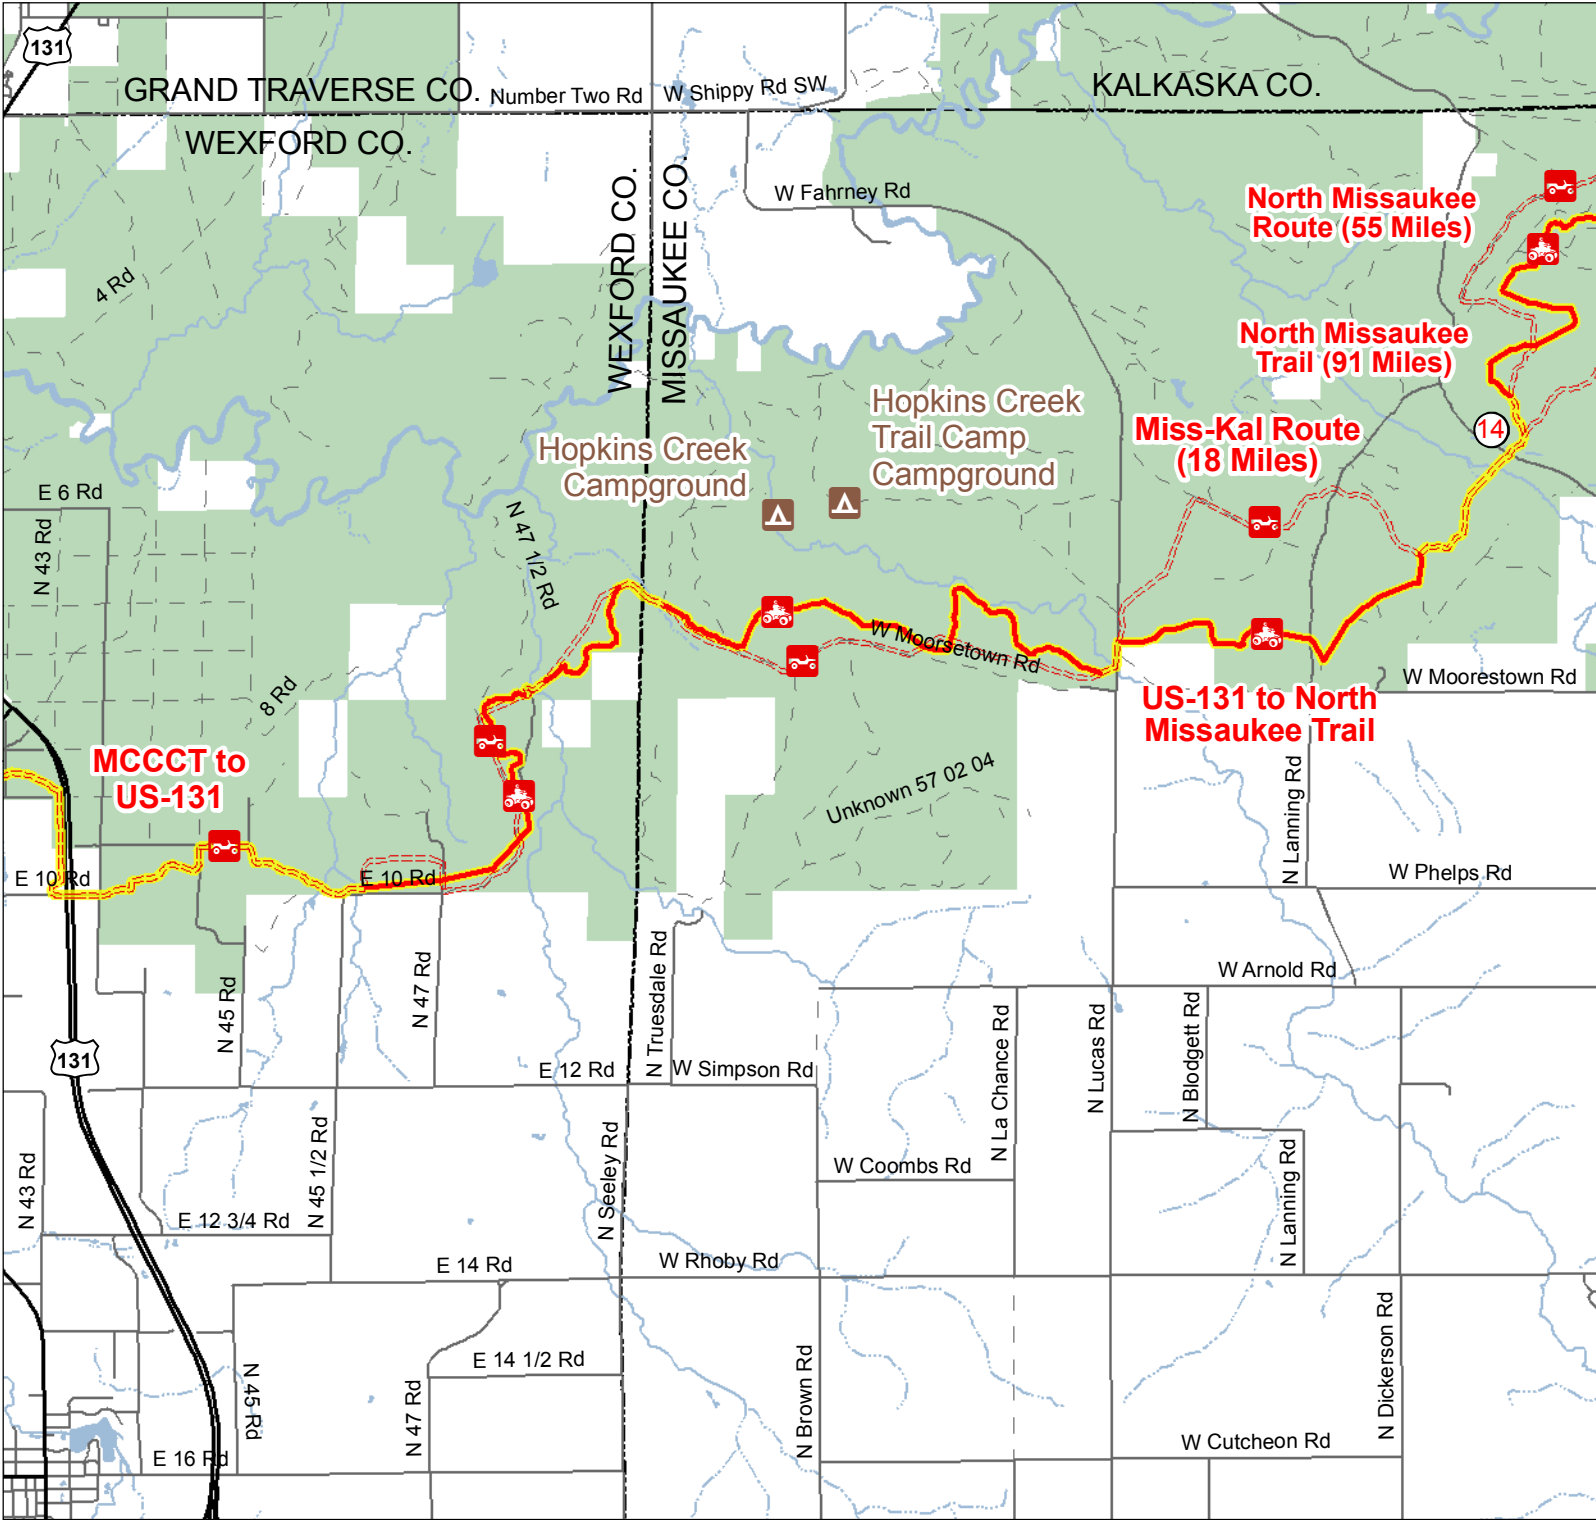 131
GRAND TRAVERSE CO.
Number Two Rd
W Shippy Rd SW
KALKASKA CO.
WEXFORD CO.
WEXFORD CO.
MISSAUKEE CO.
W Fahrney Rd
North Missaukee
Route (55 Miles)
4 Rd
North Missaukee
Trail (91 Miles)
Hopkins Creek
Campground
Hopkins Creek
Trail Camp
Campground
Miss-Kal Route
(18 Miles)
14
E 6 Rd
N 43 Rd
N 47 1/2 Rd
W Moorsetown Rd
W Moorestown Rd
8 Rd
US-131 to North
Missaukee Trail
MCCCT to
US-131
Unknown 57 02 04
N Lanning Rd
E 10 Rd
E 10 Rd
W Phelps Rd
N 45 Rd
N 47 Rd
N Truesdale Rd
W Arnold Rd
131
E 12 Rd
W Simpson Rd
N La Chance Rd
N Lucas Rd
N Blodgett Rd
N 43 Rd
N 45 1/2 Rd
N Seeley Rd
W Coombs Rd
N Lanning Rd
E 12 3/4 Rd
E 14 Rd
W Rhoby Rd
E 14 1/2 Rd
N 45 Rd
N 47 Rd
N Brown Rd
N Dickerson Rd
E 16 Rd
W Cutcheon Rd